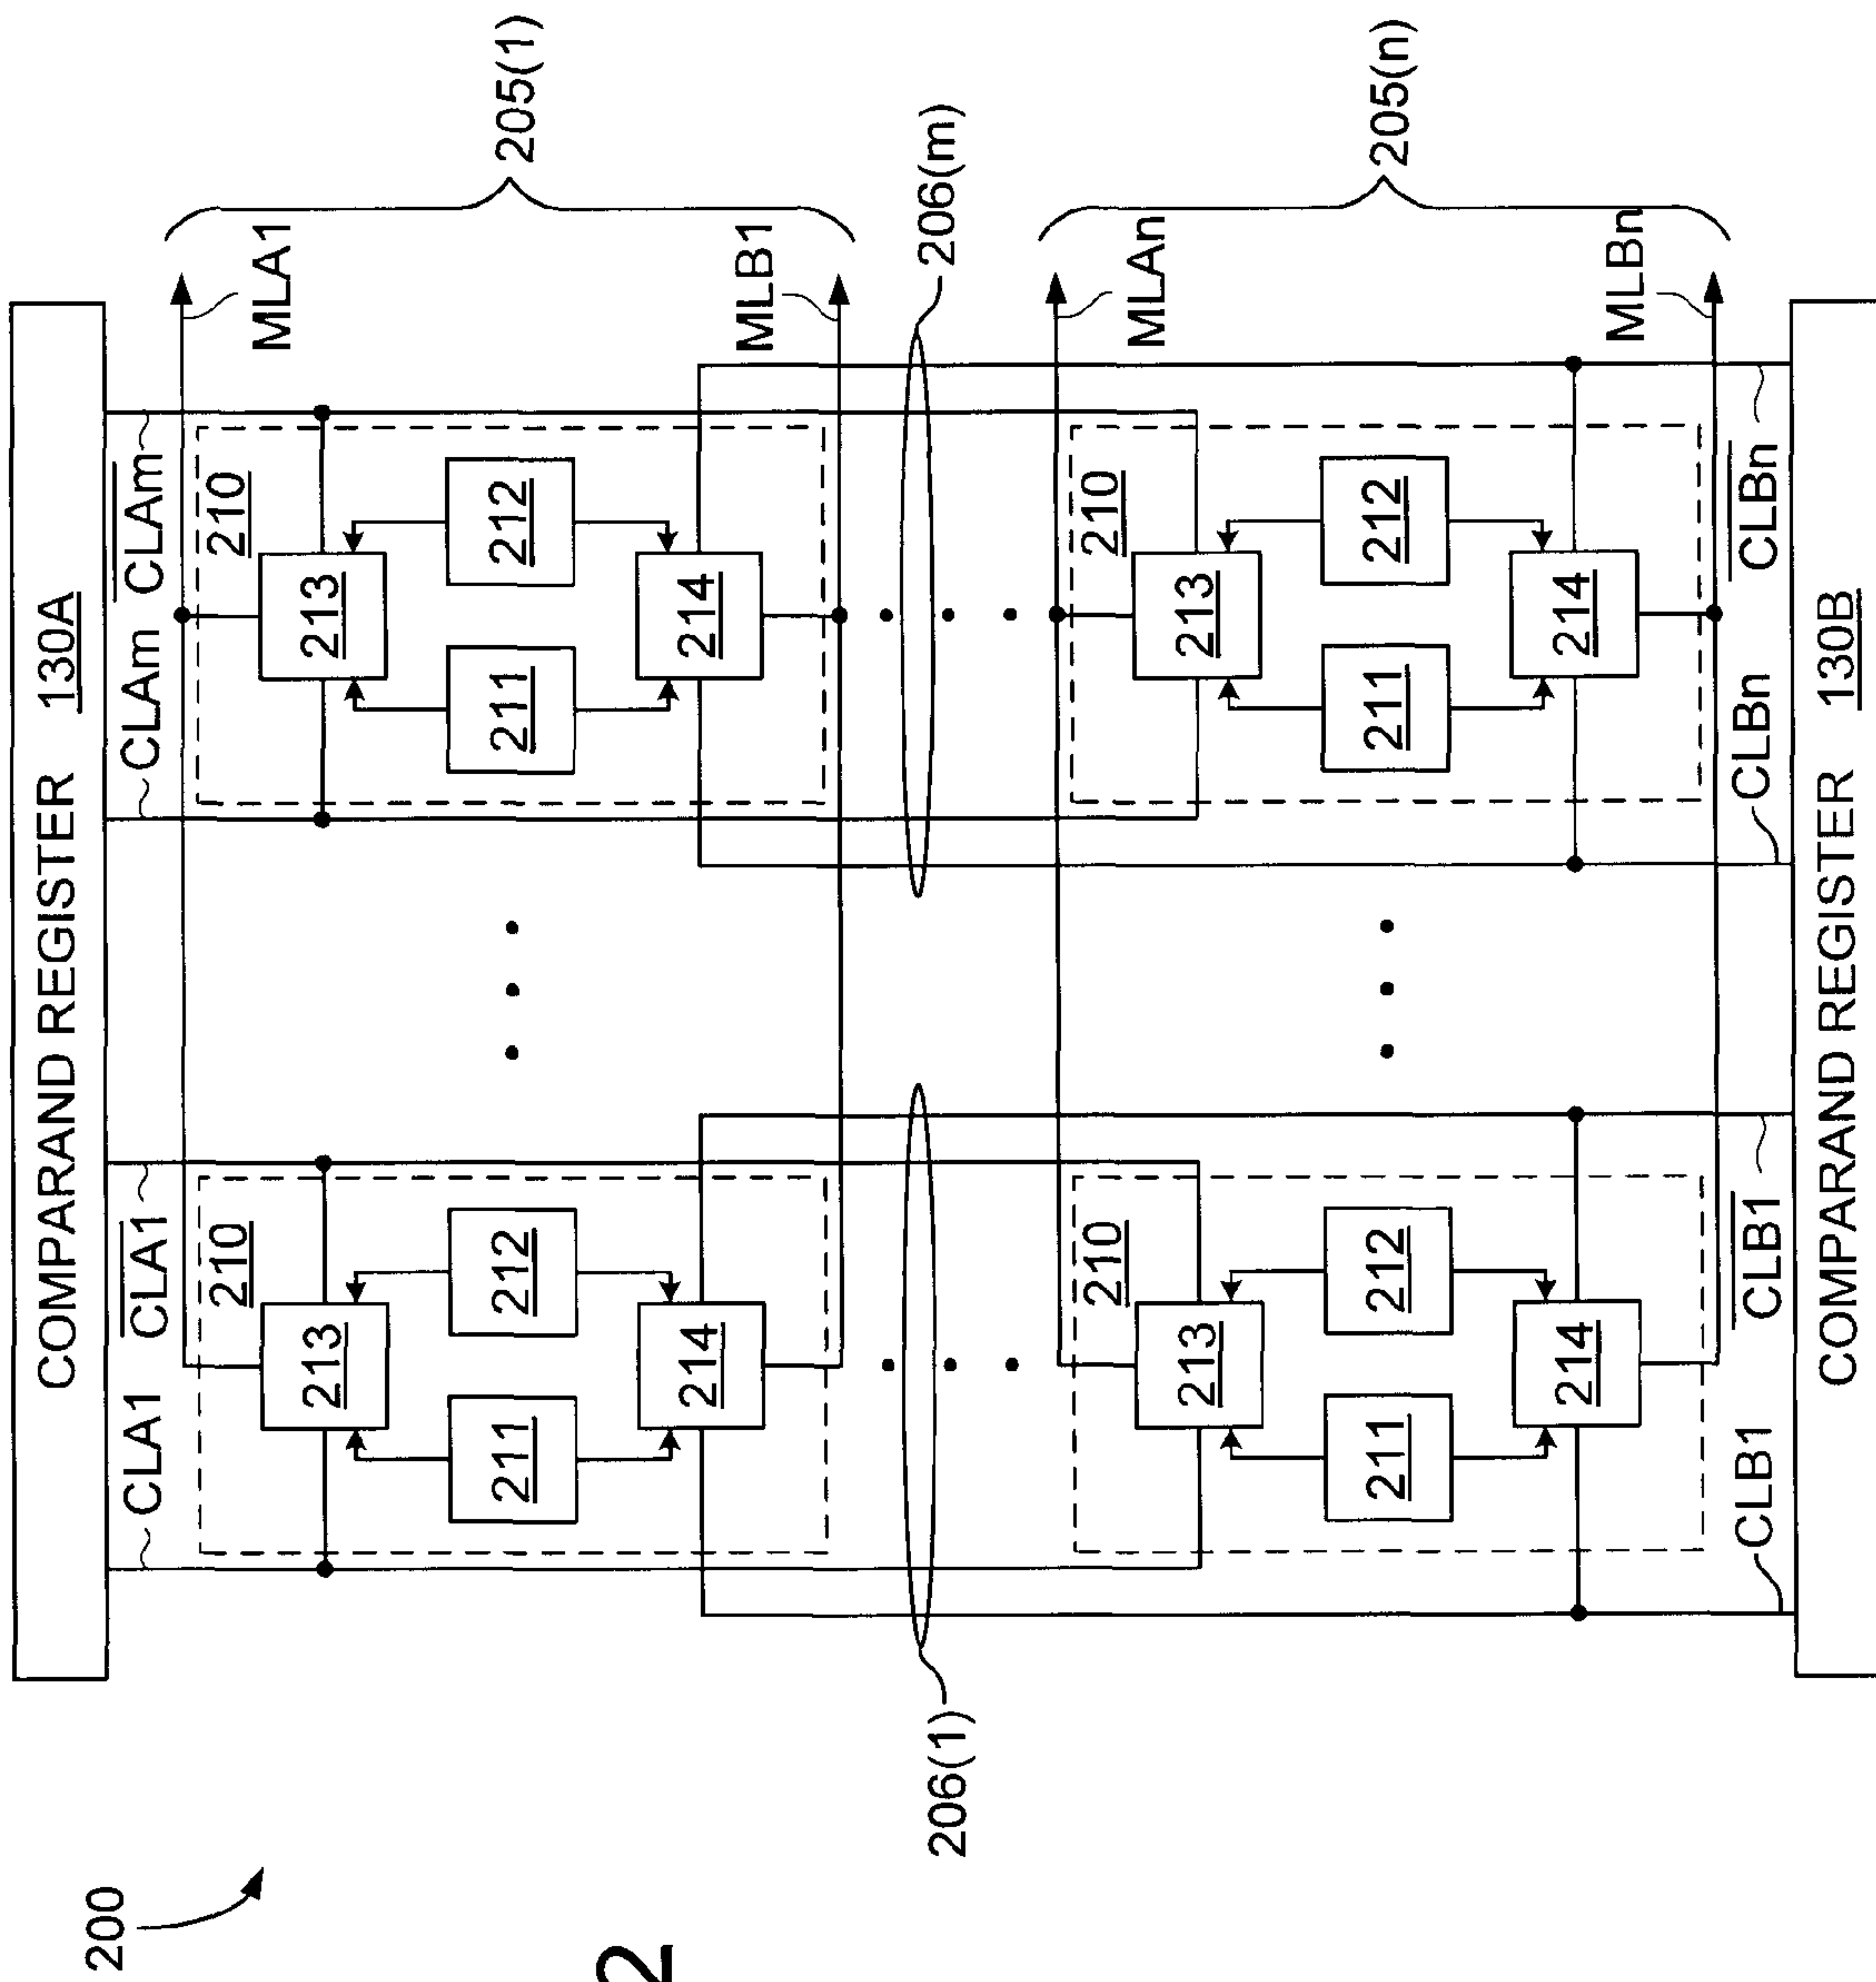 200
COMPARAND REGISTER 130A
CLA1 CLA1 CLAm CLAm
210 210
MLA1
213 213
211 212 211 212
205(1)
214 214
MLB1
206(1) 206(m)
MLAn
210 210
213 213
211 212 211 212
205(n)
214 214
MLBn
CLB1 CLB1 CLBn CLBn
COMPARAND REGISTER 130B
2